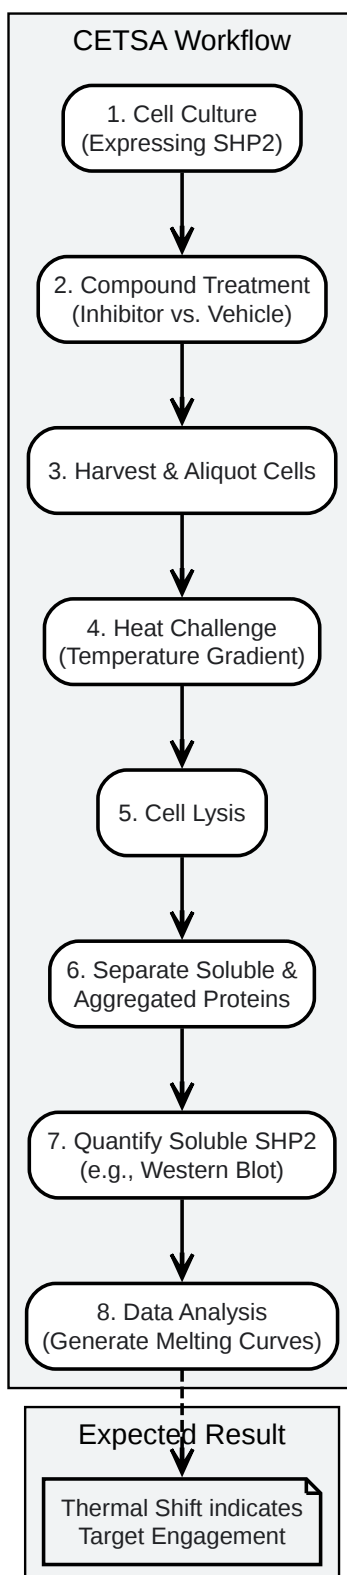 CETSA Workflow
1. Cell Culture
(Expressing SHP2)
2. Compound Treatment
(Inhibitor vs. Vehicle)
3. Harvest & Aliquot Cells
4. Heat Challenge
(Temperature Gradient)
5. Cell Lysis
6. Separate Soluble &
Aggregated Proteins
7. Quantify Soluble SHP2
(e.g., Western Blot)
8. Data Analysis
(Generate Melting Curves)
Expected Result
Thermal Shift indicates
Target Engagement